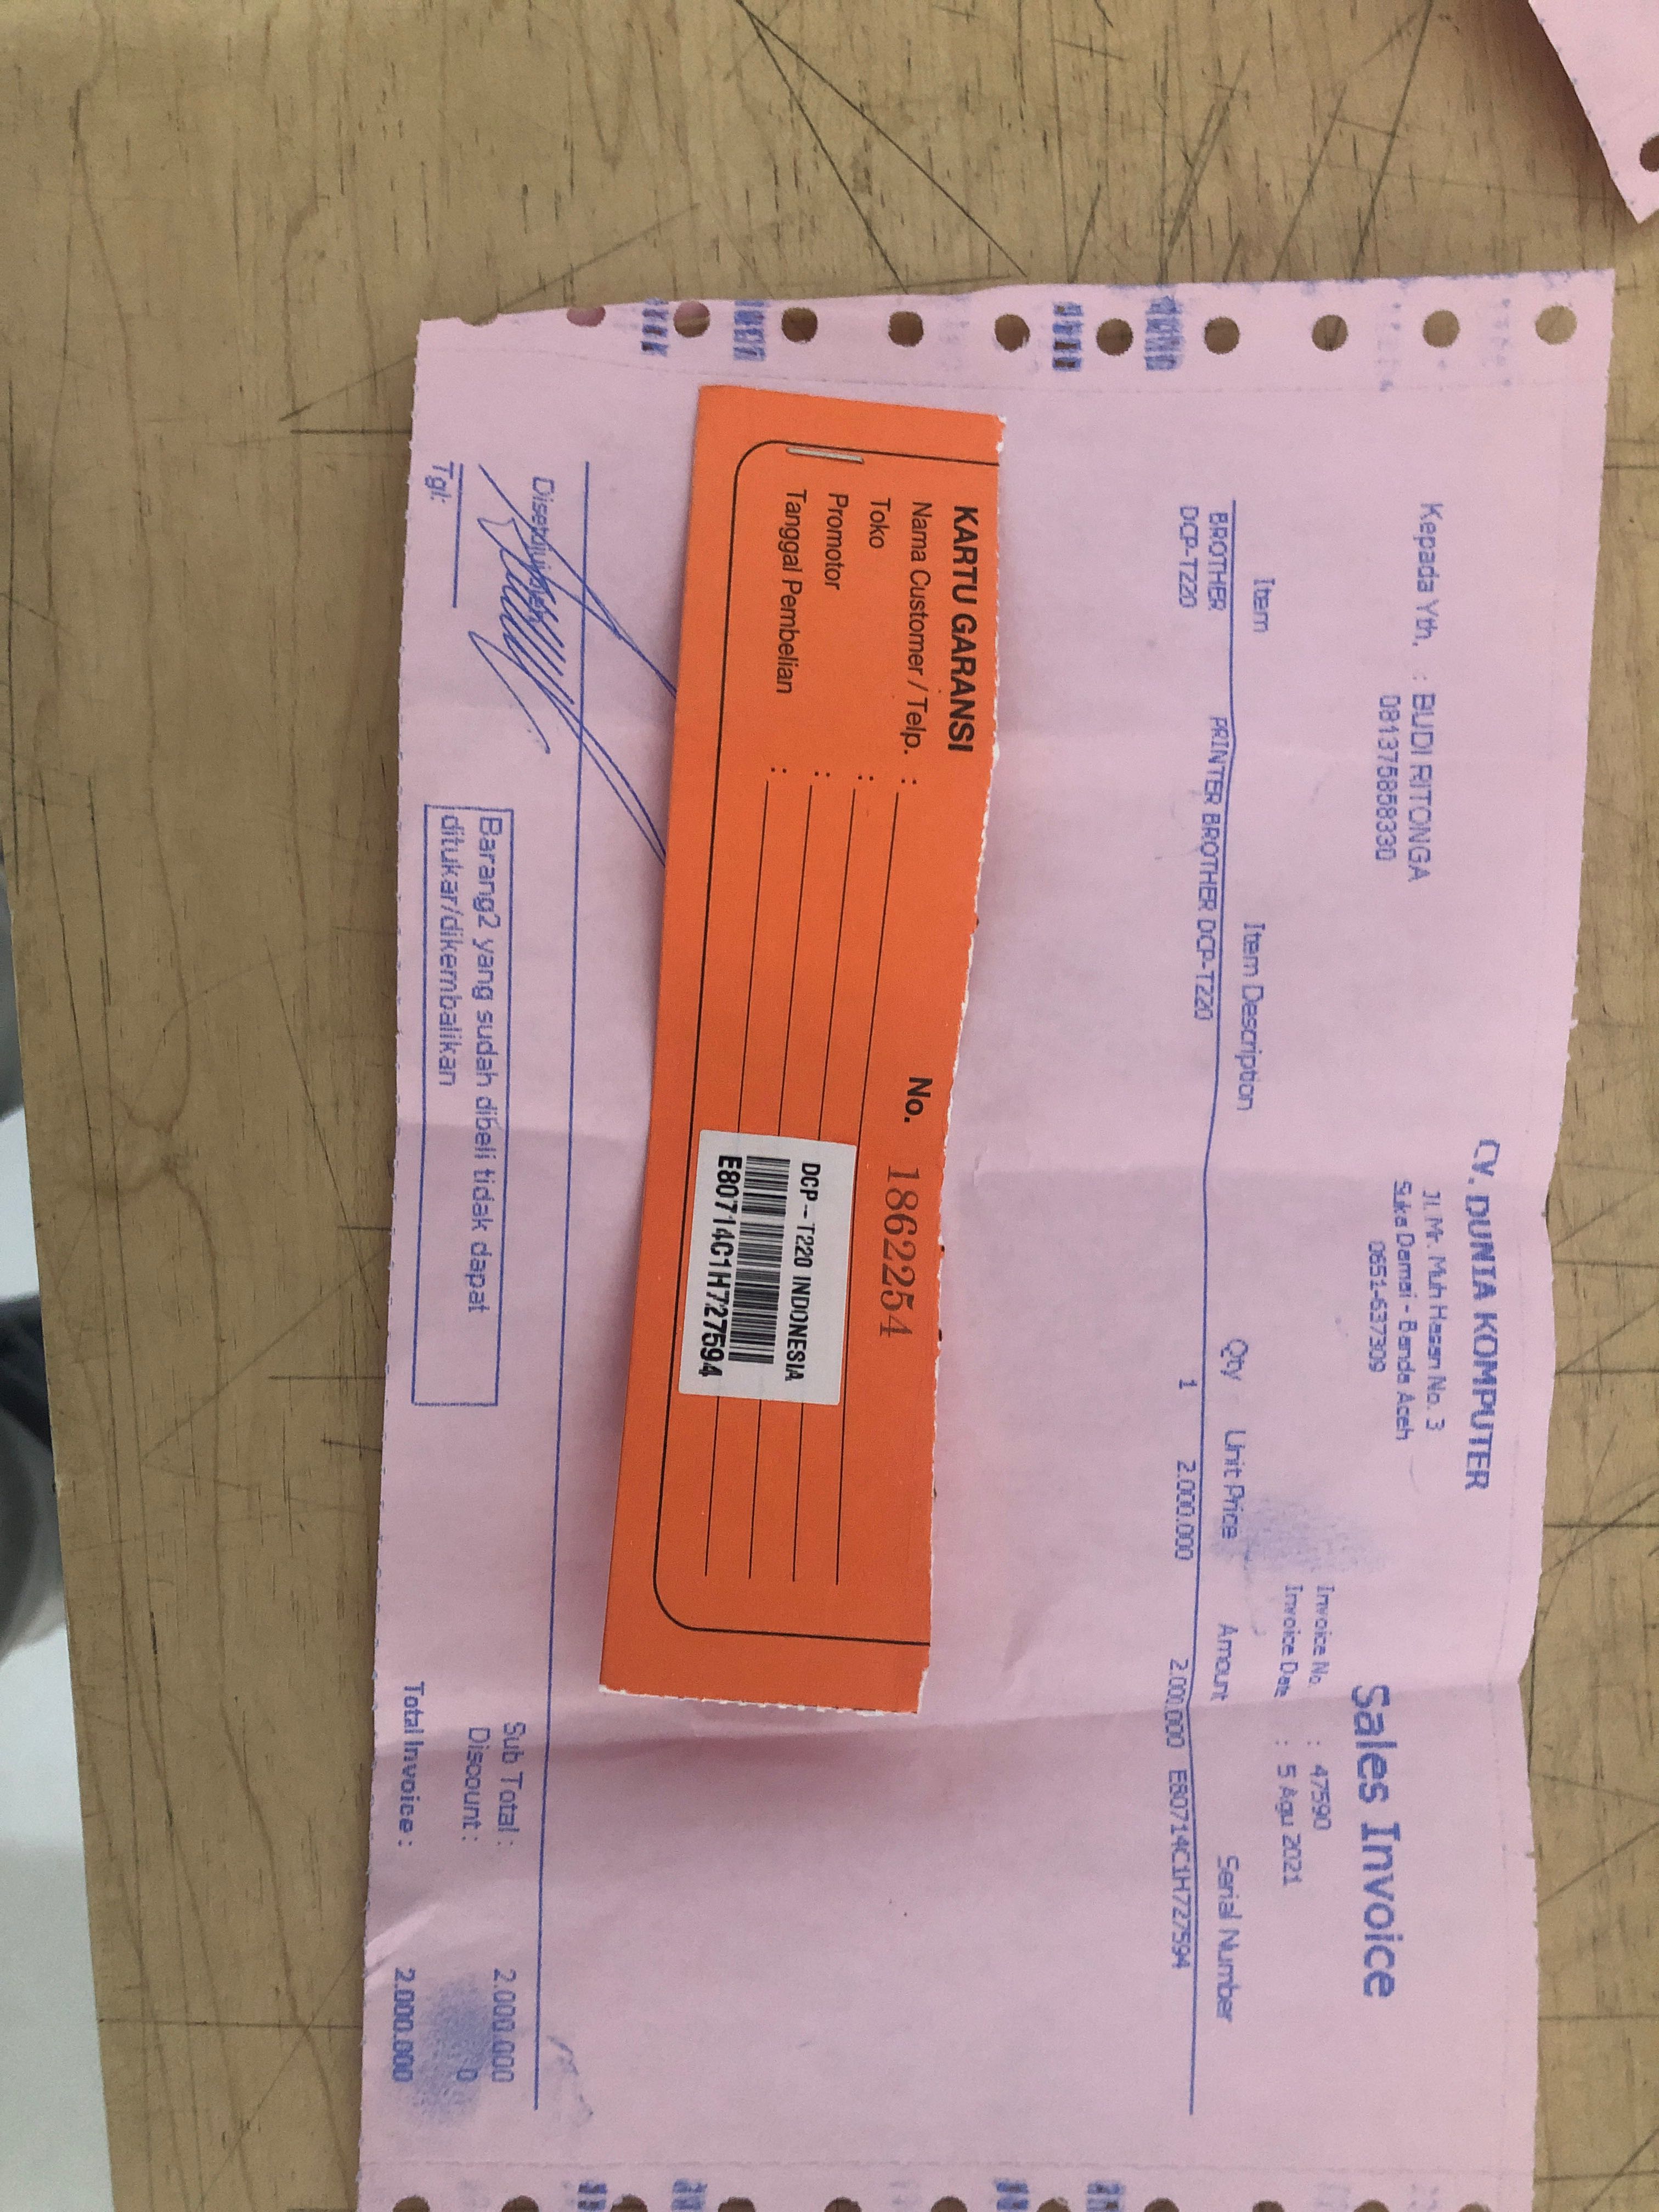 CV. DUNIA KOMPUTER
Jl. Mr. Muh Hasan No. 3
Suka Damai - Banda Aceh
0651-637309
Sales Invoice
Kepada Yth. : BUDI RITONGA
081375858330
Invoice No. : 47590
Invoice Date : 5 Agu 2021
Item Item Description Qty Unit Price Amount Serial Number
BROTHER PRINTER BROTHER DCP-T220 1 2.000.000 2.000.000 E80714C1H727594
DCP-T220
KARTU GARANSI
No. 1862254
Nama Customer / Telp. :
Toko :
Promotor :
Tanggal Pembelian :
DCP-T220 INDONESIA
E80714C1H727594
Disetujui oleh
Tgl:
Barang2 yang sudah dibeli tidak dapat
ditukar/dikembalikan
Sub Total : 2.000.000
Discount : 0
Total Invoice : 2.000.000